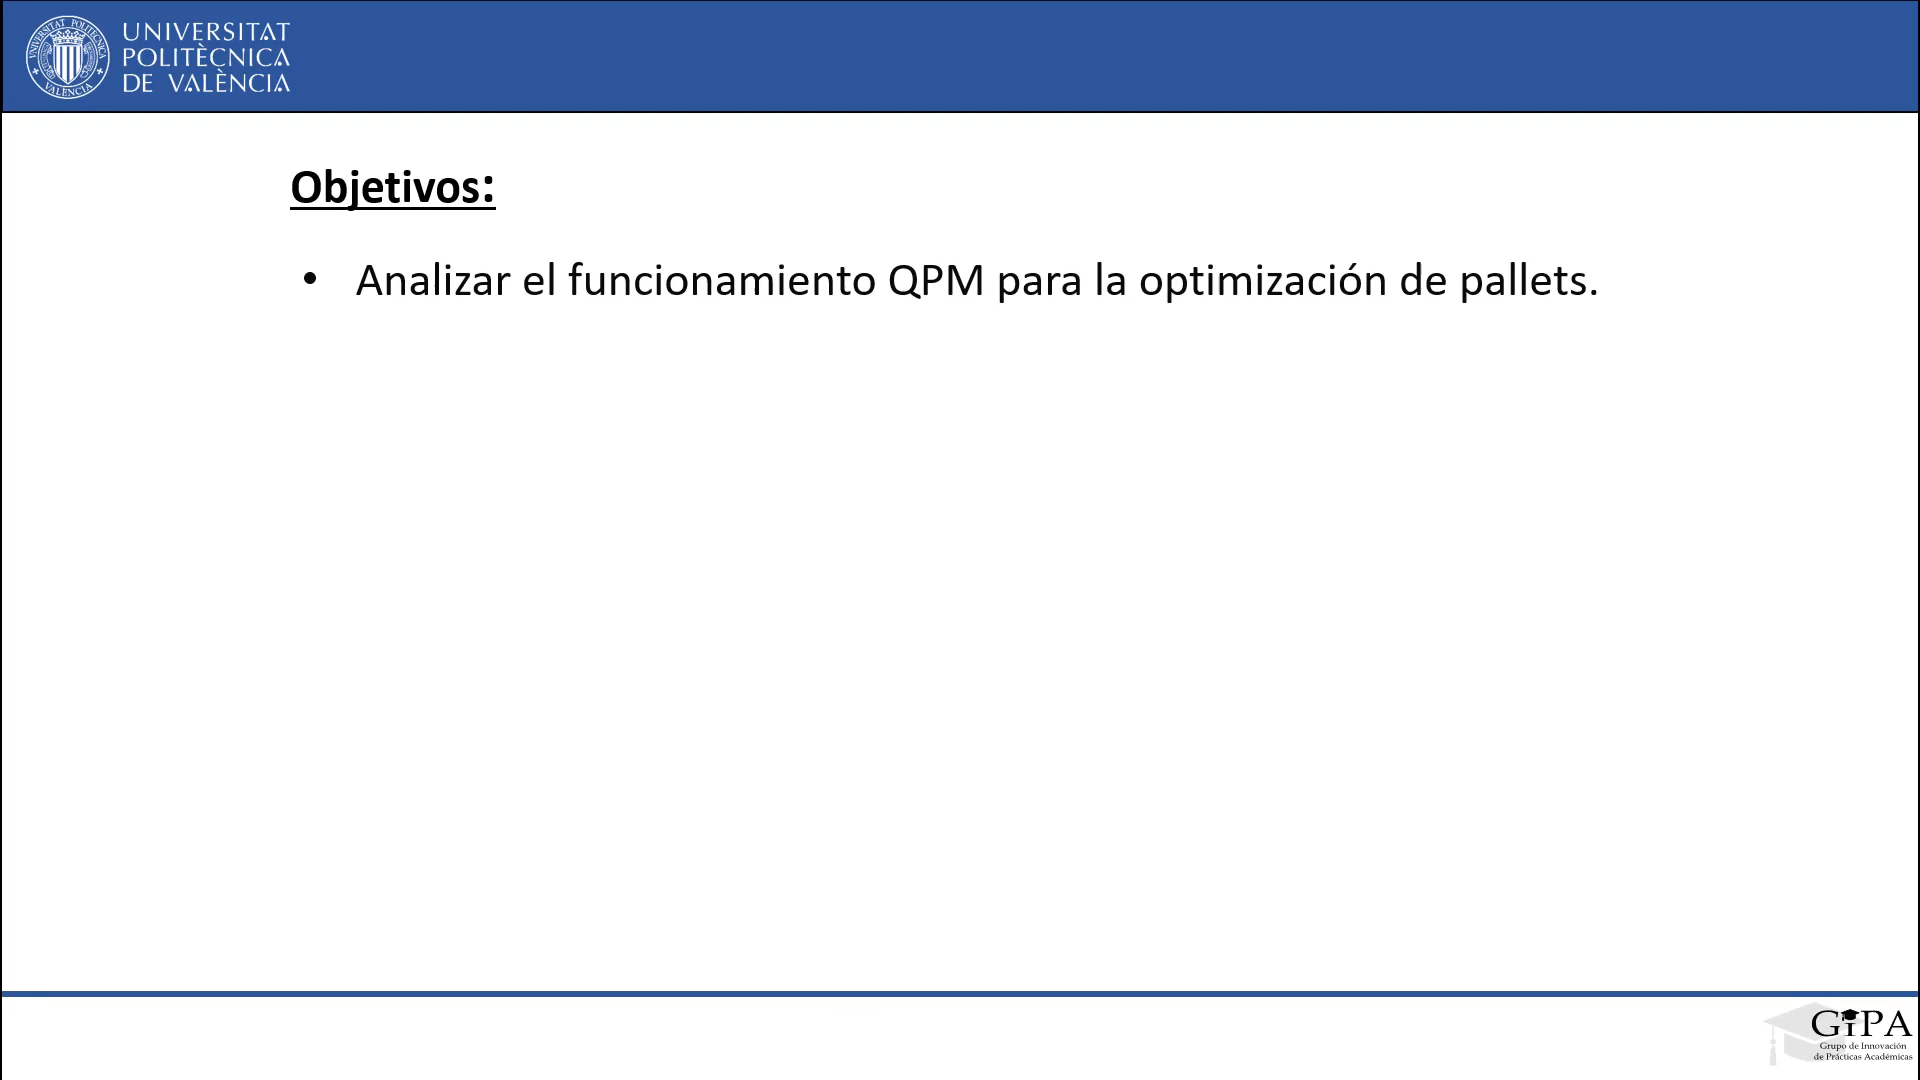 UNIVERSITAT
POLITÈCNICA
DE VALÈNCIA
Objetivos:
• Analizar el funcionamiento QPM para la optimización de pallets.
GiPA
Grupo de Innovación
de Prácticas Académicas